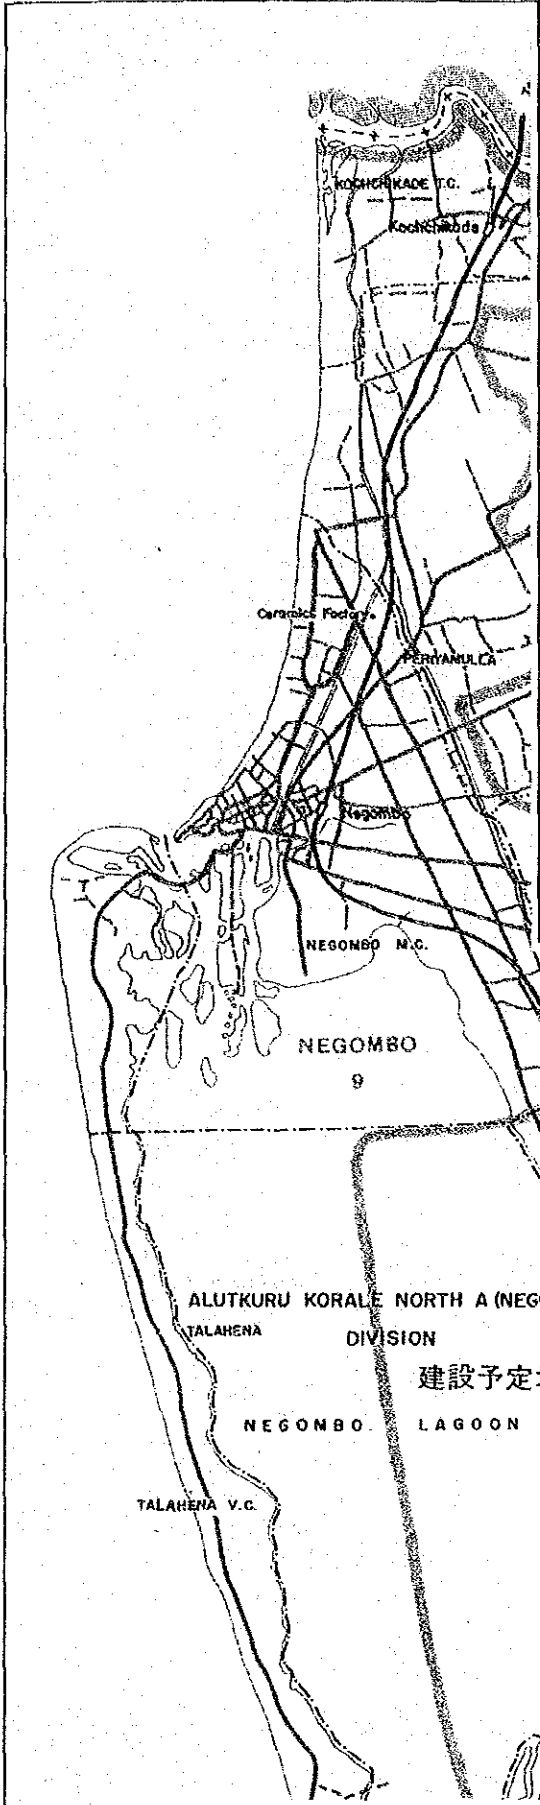 KOCHCHIKADE T.C.
Kochchikade
Ceramics Factory
PERIYAMULLA
Negombo
NEGOMBO M.C.
NEGOMBO
9
ALUTKURU KORALE NORTH A (NEG
TALAHENA
DIVISION
建設予定
NEGOMBO LAGOON
TALAHENA V.C.